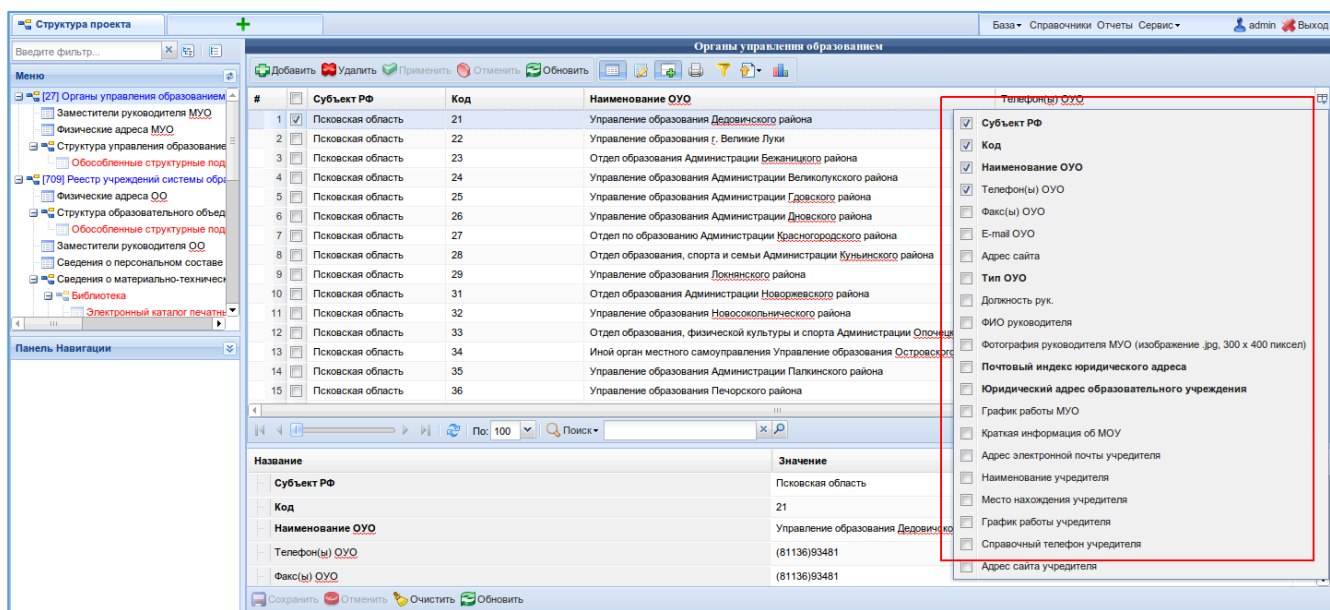 Структура проекта
База Справочники Отчеты Сервис admin Выход
Введите фильтр...
Органы управления образованием
Меню
Добавить Удалить Применить Отменить Обновить
[27] Органы управления образованием
Заместители руководителя МУО
Физические адреса МУО
Структура управления образование
Обособленные структурные под
[709] Реестр учреждений системы обра
Физические адреса ОО
Структура образовательного объед
Обособленные структурные под
Заместители руководителя ОО
Сведения о персональном составе
Сведения о материально-техническ
Библиотека
Электронный каталог печатны
Панель Навигации
# Субъект РФ Код Наименование ОУО Телефон(ы) ОУО
1 Псковская область 21 Управление образования Дедовичского района
2 Псковская область 22 Управление образования г. Великие Луки
3 Псковская область 23 Отдел образования Администрации Бежаницкого района
4 Псковская область 24 Управление образования Администрации Великолукского района
5 Псковская область 25 Управление образования Администрации Гдовского района
6 Псковская область 26 Управление образования Администрации Дновского района
7 Псковская область 27 Отдел по образованию Администрации Красногородского района
8 Псковская область 28 Отдел образования, спорта и семьи Администрации Куньинского района
9 Псковская область 29 Управление образования Локнянского района
10 Псковская область 31 Отдел образования Администрации Новоржевского района
11 Псковская область 32 Управление образования Новосокольнического района
12 Псковская область 33 Отдел образования, физической культуры и спорта Администрации Опочецк
13 Псковская область 34 Иной орган местного самоуправления Управление образования Островского
14 Псковская область 35 Управление образования Администрации Палкинского района
15 Псковская область 36 Управление образования Печорского района
Субъект РФ
Код
Наименование ОУО
Телефон(ы) ОУО
Факс(ы) ОУО
E-mail ОУО
Адрес сайта
Тип ОУО
Должность рук.
ФИО руководителя
Фотография руководителя МУО (изображение .jpg, 300 x 400 пиксел)
Почтовый индекс юридического адреса
Юридический адрес образовательного учреждения
График работы МУО
Краткая информация об МОУ
Адрес электронной почты учредителя
Наименование учредителя
Место нахождения учредителя
График работы учредителя
Справочный телефон учредителя
Адрес сайта учредителя
По: 100 Поиск
Название Значение
Субъект РФ Псковская область
Код 21
Наименование ОУО Управление образования Дедовичско
Телефон(ы) ОУО (81136)93481
Факс(ы) ОУО (81136)93481
Сохранить Отменить Очистить Обновить